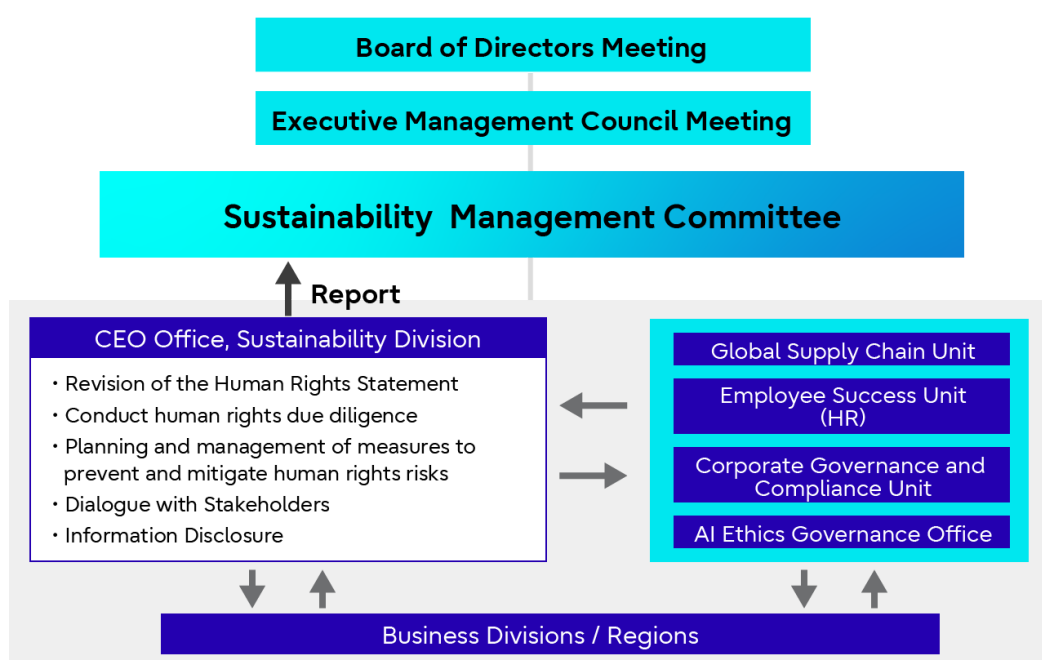 Board of Directors Meeting
Executive Management Council Meeting
Sustainability Management Committee
Report
CEO Office, Sustainability Division
・Revision of the Human Rights Statement
・Conduct human rights due diligence
・Planning and management of measures to
prevent and mitigate human rights risks
・Dialogue with Stakeholders
・Information Disclosure
Global Supply Chain Unit
Employee Success Unit
(HR)
Corporate Governance and
Compliance Unit
AI Ethics Governance Office
Business Divisions / Regions